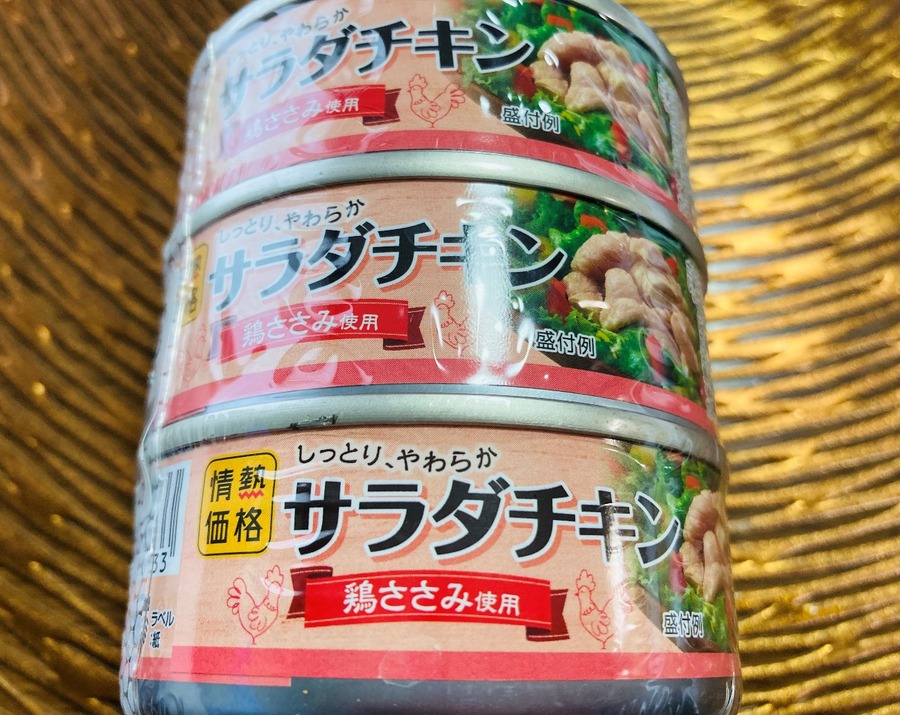 しっとり、やわらか
サラダチキン
鶏ささみ使用
盛付例
しっとり、やわらか
サラダチキン
鶏ささみ使用
盛付例
情熱
価格
しっとり、やわらか
サラダチキン
鶏ささみ使用
盛付例
33
ラベル
紙